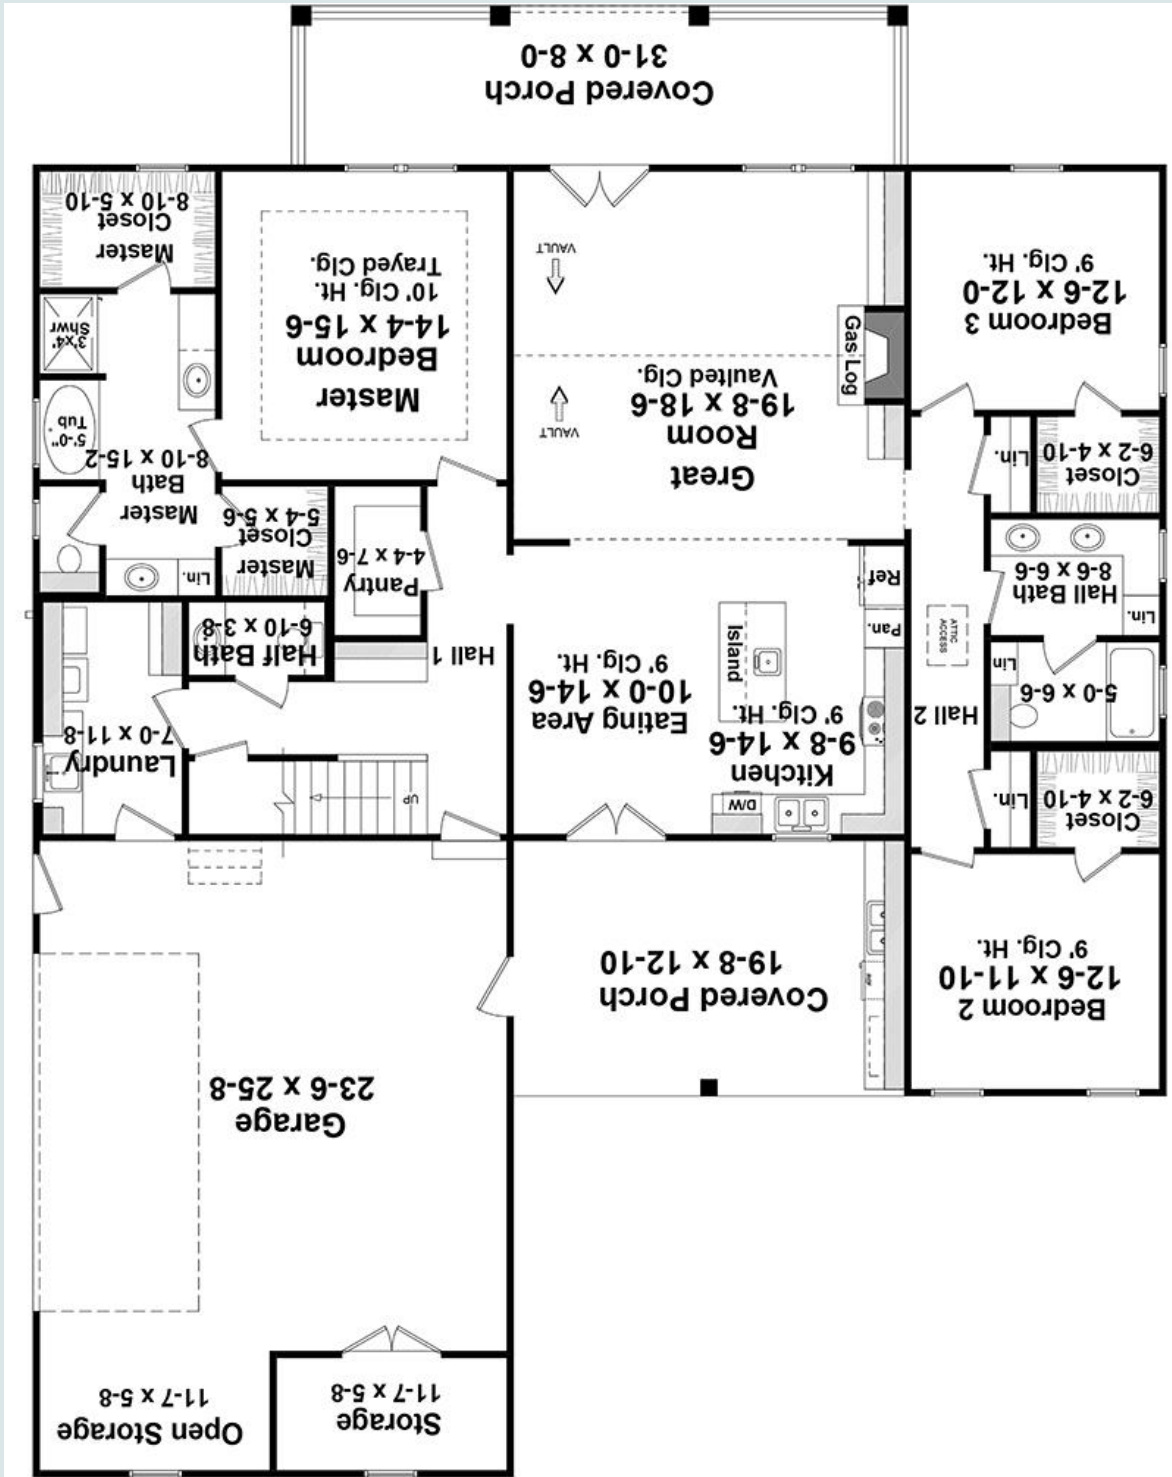 Storage
11-7 x 5-8
Open Storage
11-7 x 5-8
Garage
23-6 x 25-8
Bedroom 2
12-6 x 11-10
9' Clg. Ht.
Covered Porch
19-8 x 12-10
Closet
6-2 x 4-10
Lin.
D/W
Kitchen
9-8 x 14-6
9' Clg. Ht.
Island
Eating Area
10-0 x 14-6
9' Clg. Ht.
UP
Laundry
7-0 x 11-8
Hall 2
5-0 x 6-6
Lin
ATTIC
ACCESS
Pan.
Ref
Hall 1
Half Bath
6-10 x 3-8
Hall Bath
8-6 x 6-6
Lin.
Pantry
4-4 x 7-6
Master
Closet
5-4 x 5-6
Lin.
Master
Bath
8-10 x 15-2
5'-0"
Tub
Closet
6-2 x 4-10
Lin.
Great
Room
19-8 x 18-6
Vaulted Clg.
VAULT
VAULT
Gas Log
Master
Bedroom
14-4 x 15-6
10' Clg. Ht.
Trayed Clg.
3'x4'
Shwr
Bedroom 3
12-6 x 12-0
9' Clg. Ht.
Master
Closet
8-10 x 5-10
Covered Porch
31-0 x 8-0